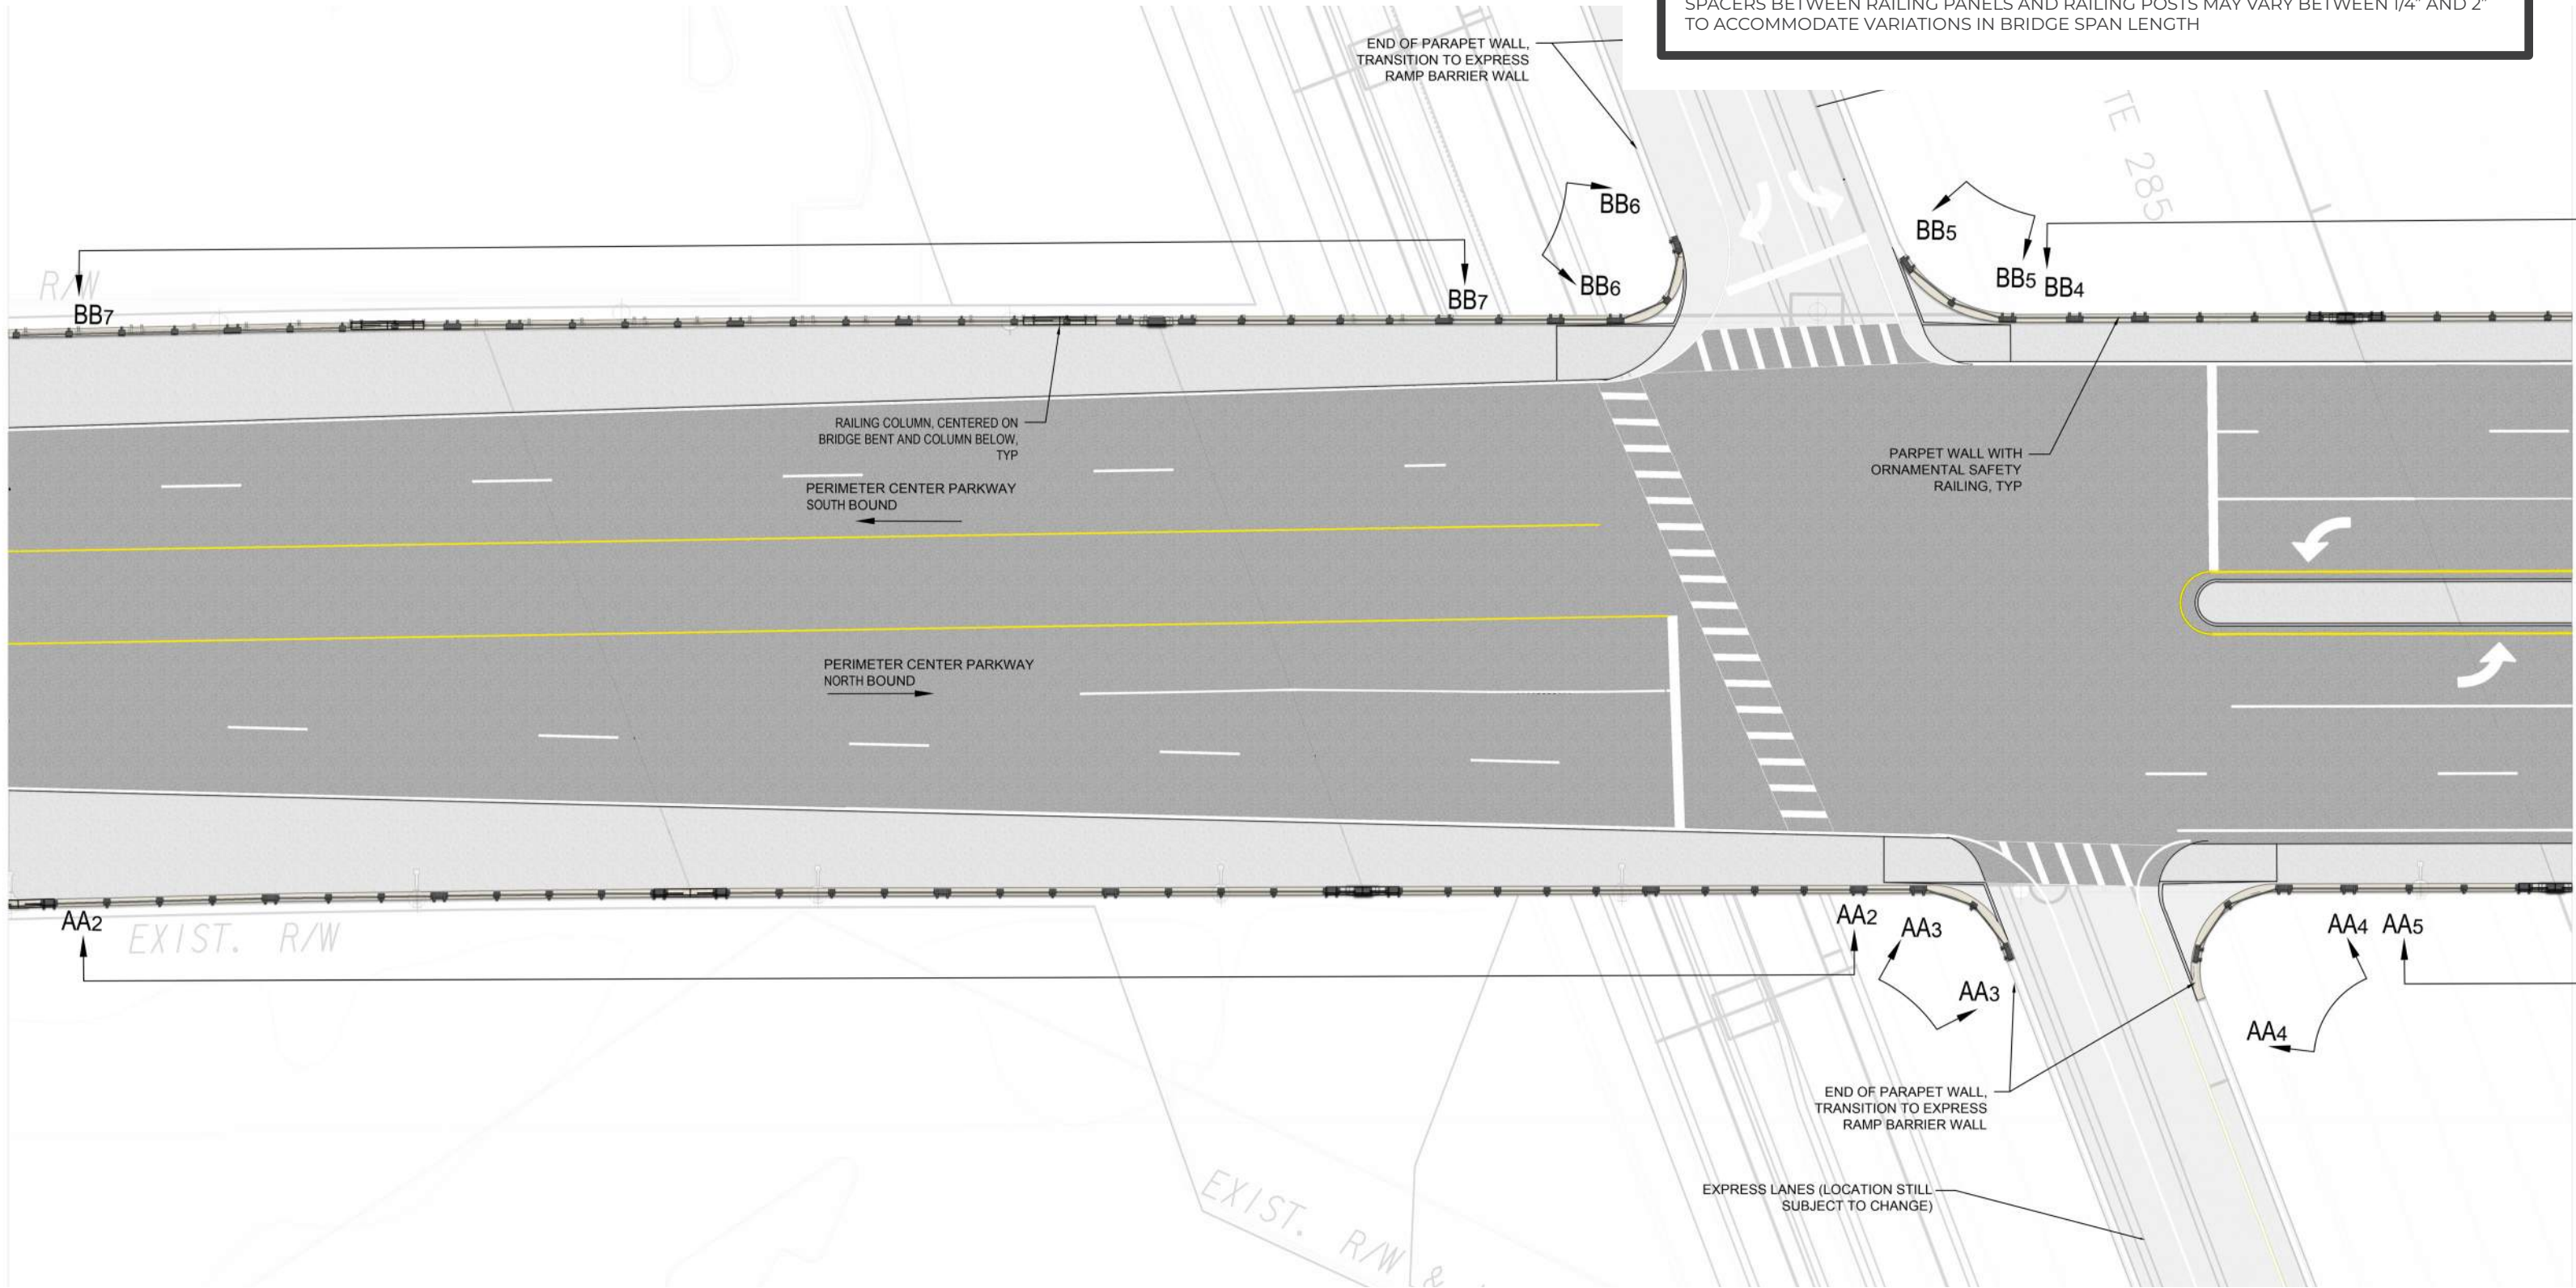 SPACERS BETWEEN RAILING PANELS AND RAILING POSTS MAY VARY BETWEEN 1/4" AND 2"
TO ACCOMMODATE VARIATIONS IN BRIDGE SPAN LENGTH
END OF PARAPET WALL,
TRANSITION TO EXPRESS
RAMP BARRIER WALL
TE 285
BB6
BB6
BB5
BB5
BB4
R/W
BB7
BB7
RAILING COLUMN, CENTERED ON
BRIDGE BENT AND COLUMN BELOW,
TYP
PARPET WALL WITH
ORNAMENTAL SAFETY
RAILING, TYP
PERIMETER CENTER PARKWAY
SOUTH BOUND
PERIMETER CENTER PARKWAY
NORTH BOUND
AA2
EXIST. R/W
AA2
AA3
AA3
AA4
AA5
AA4
END OF PARAPET WALL,
TRANSITION TO EXPRESS
RAMP BARRIER WALL
EXPRESS LANES (LOCATION STILL
SUBJECT TO CHANGE)
EXIST. R/W &